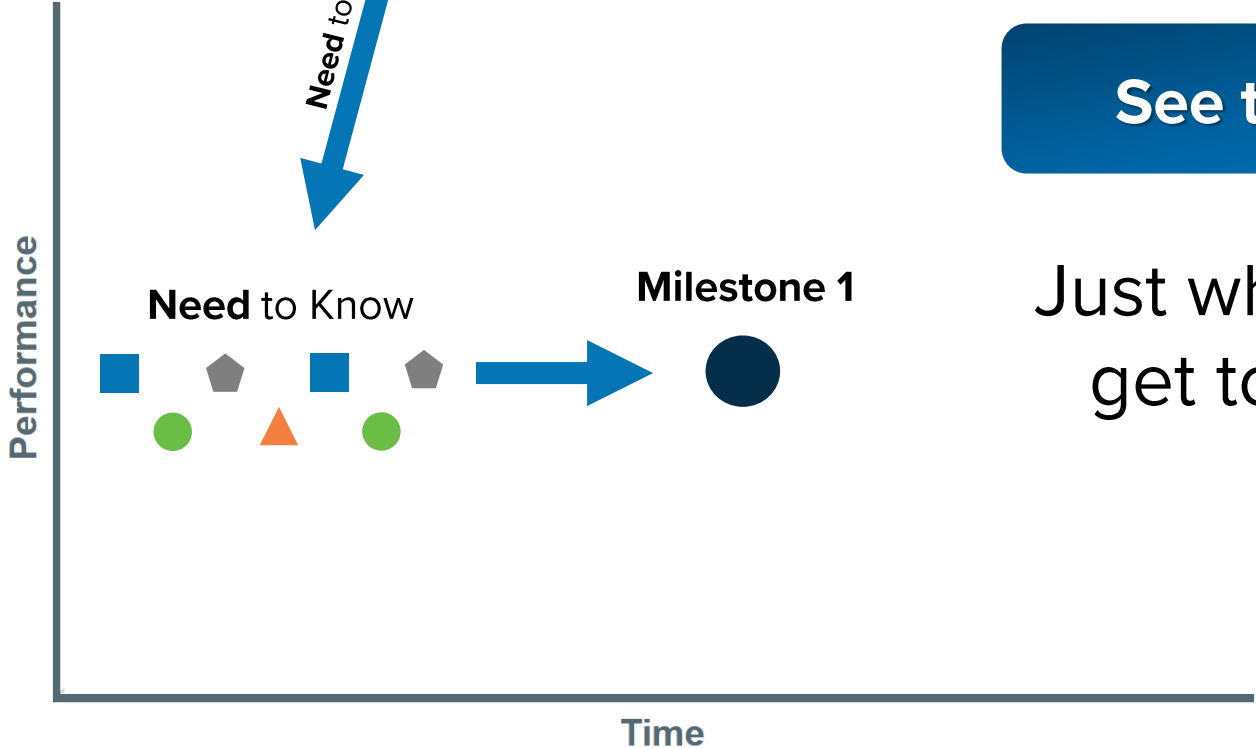 Need to
See t
Need to Know
Milestone 1
Just wh
get to
Performance
Time